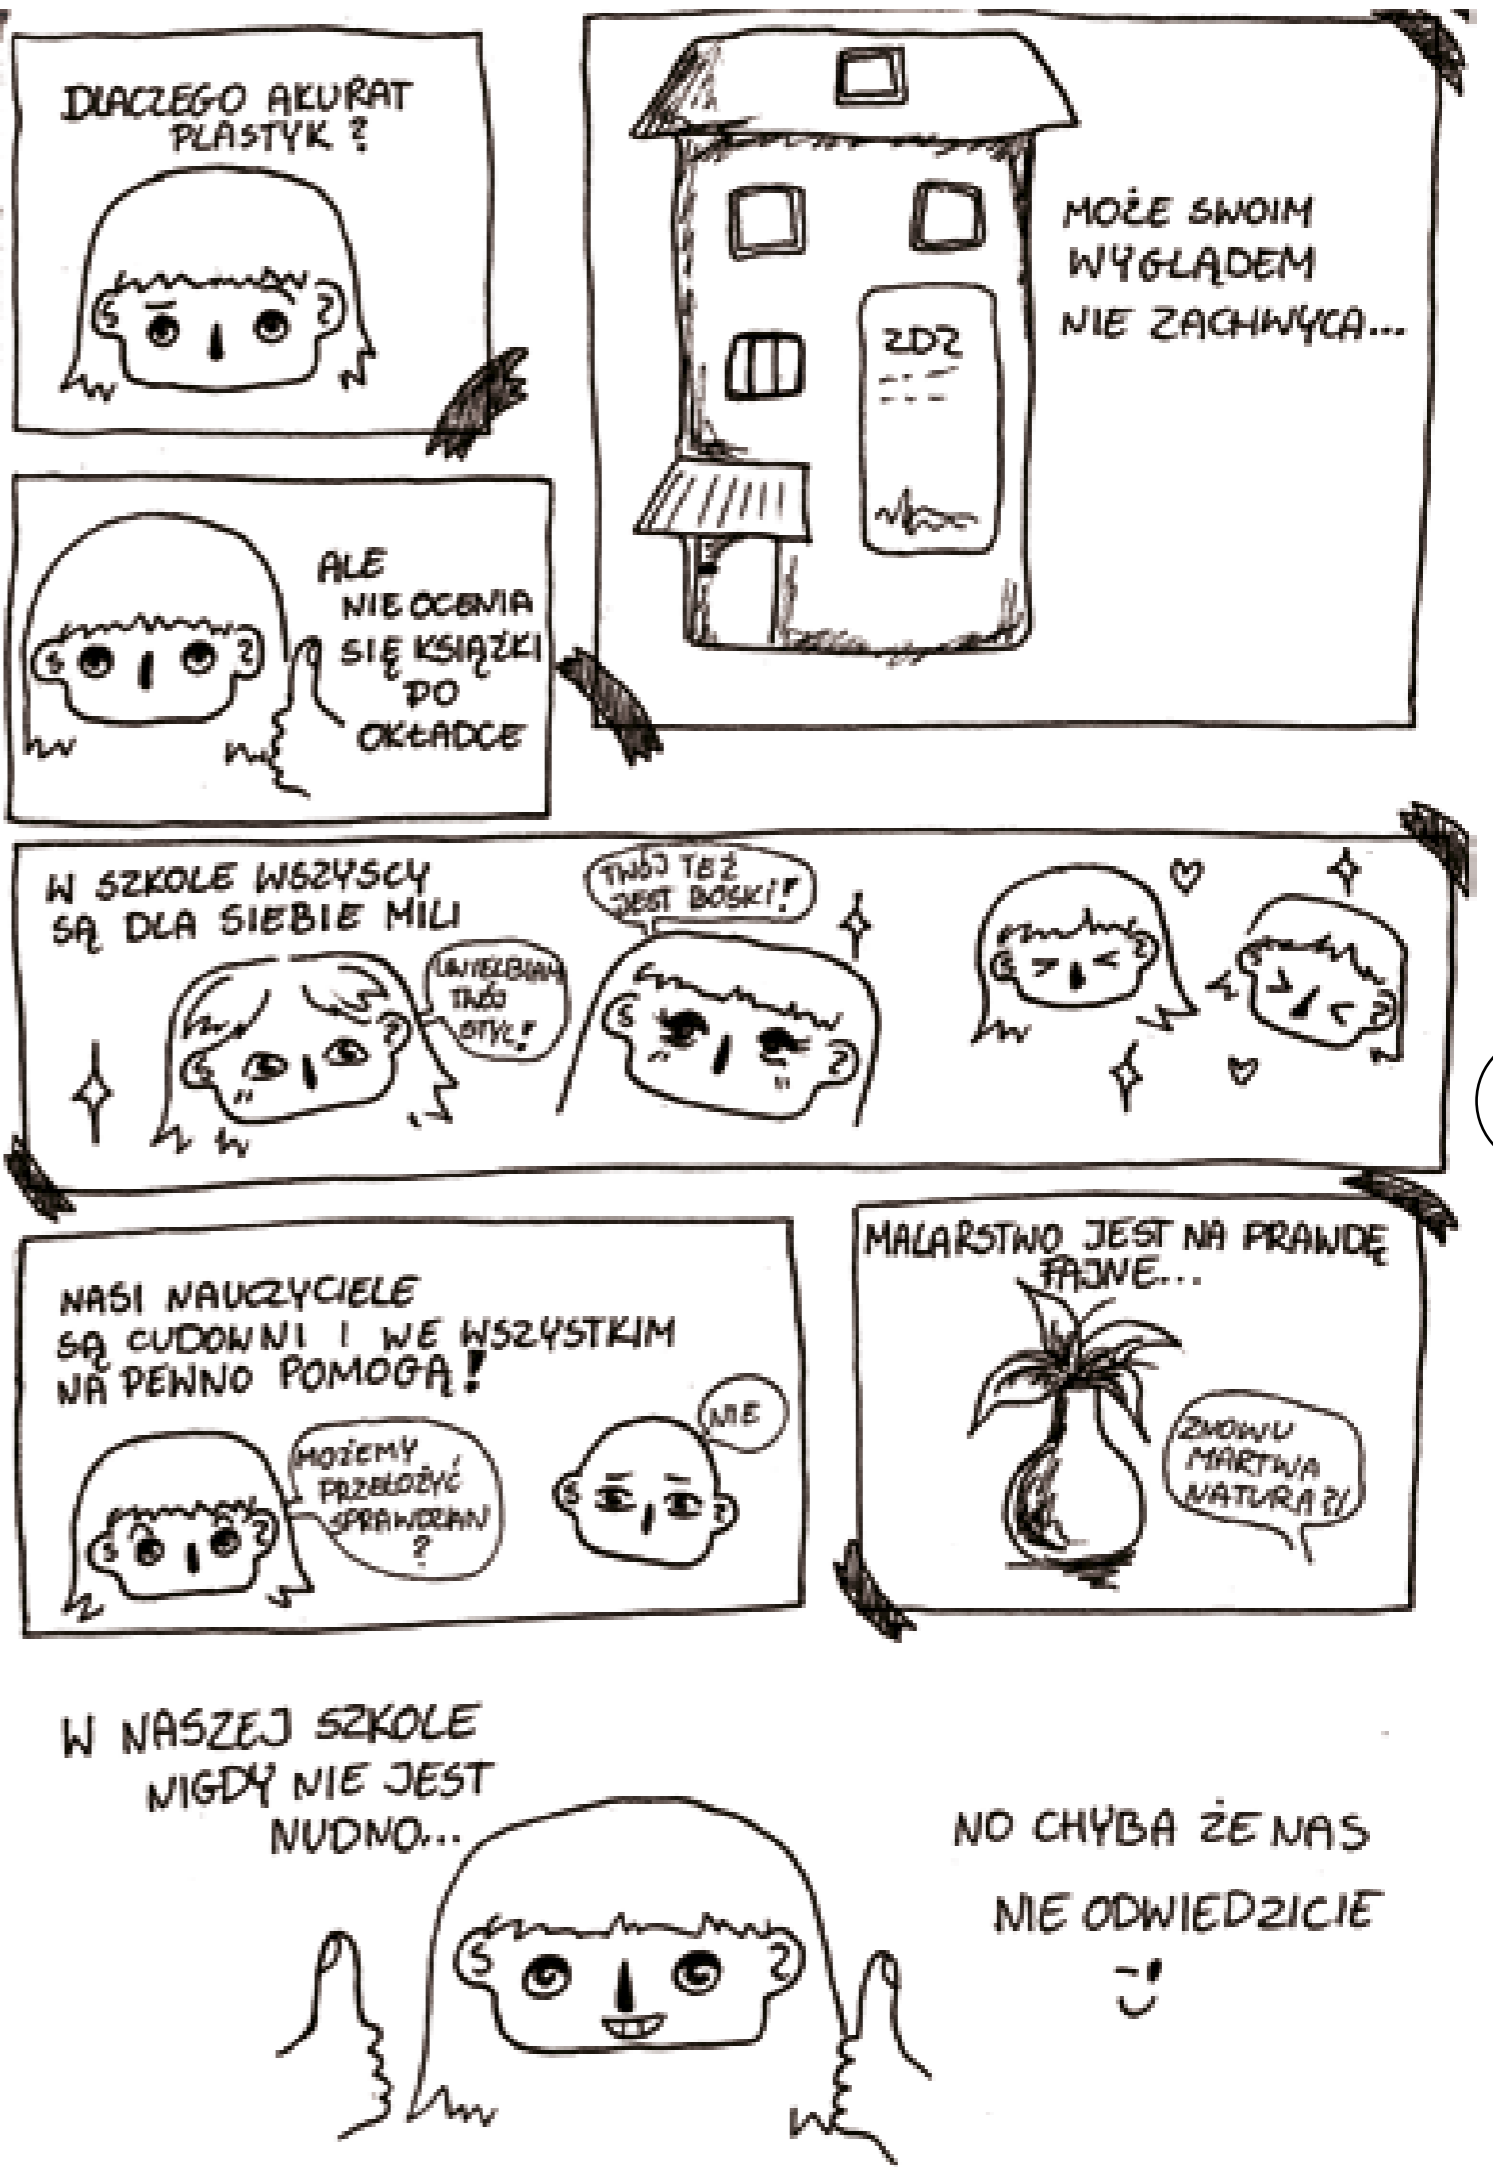 DLACZEGO AKURAT
PLASTYK?
MOŻE SWOIM
WYGLĄDEM
NIE ZACHWYCA...
ZDZ
ALE
NIE OCENIA
SIĘ KSIĄŻKI
PO
OKŁADCE
W SZKOLE WSZYSCY
SĄ DLA SIEBIE MILI
UWIELBIAM
TWÓJ
STYL!
TWÓJ TEŻ
JEST BOSKI!
NASI NAUCZYCIELE
SĄ CUDOWNI I WE WSZYSTKIM
NA PEWNO POMOGĄ!
MOŻEMY
PRZEŁOŻYĆ
SPRAWDZIAN
?
NIE
MALARSTWO JEST NA PRAWDĘ
FAJNE...
ZNOWU
MARTWA
NATURA?!
W NASZEJ SZKOLE
NIGDY NIE JEST
NUDNO...
NO CHYBA ŻE NAS
NIE ODWIEDZICIE